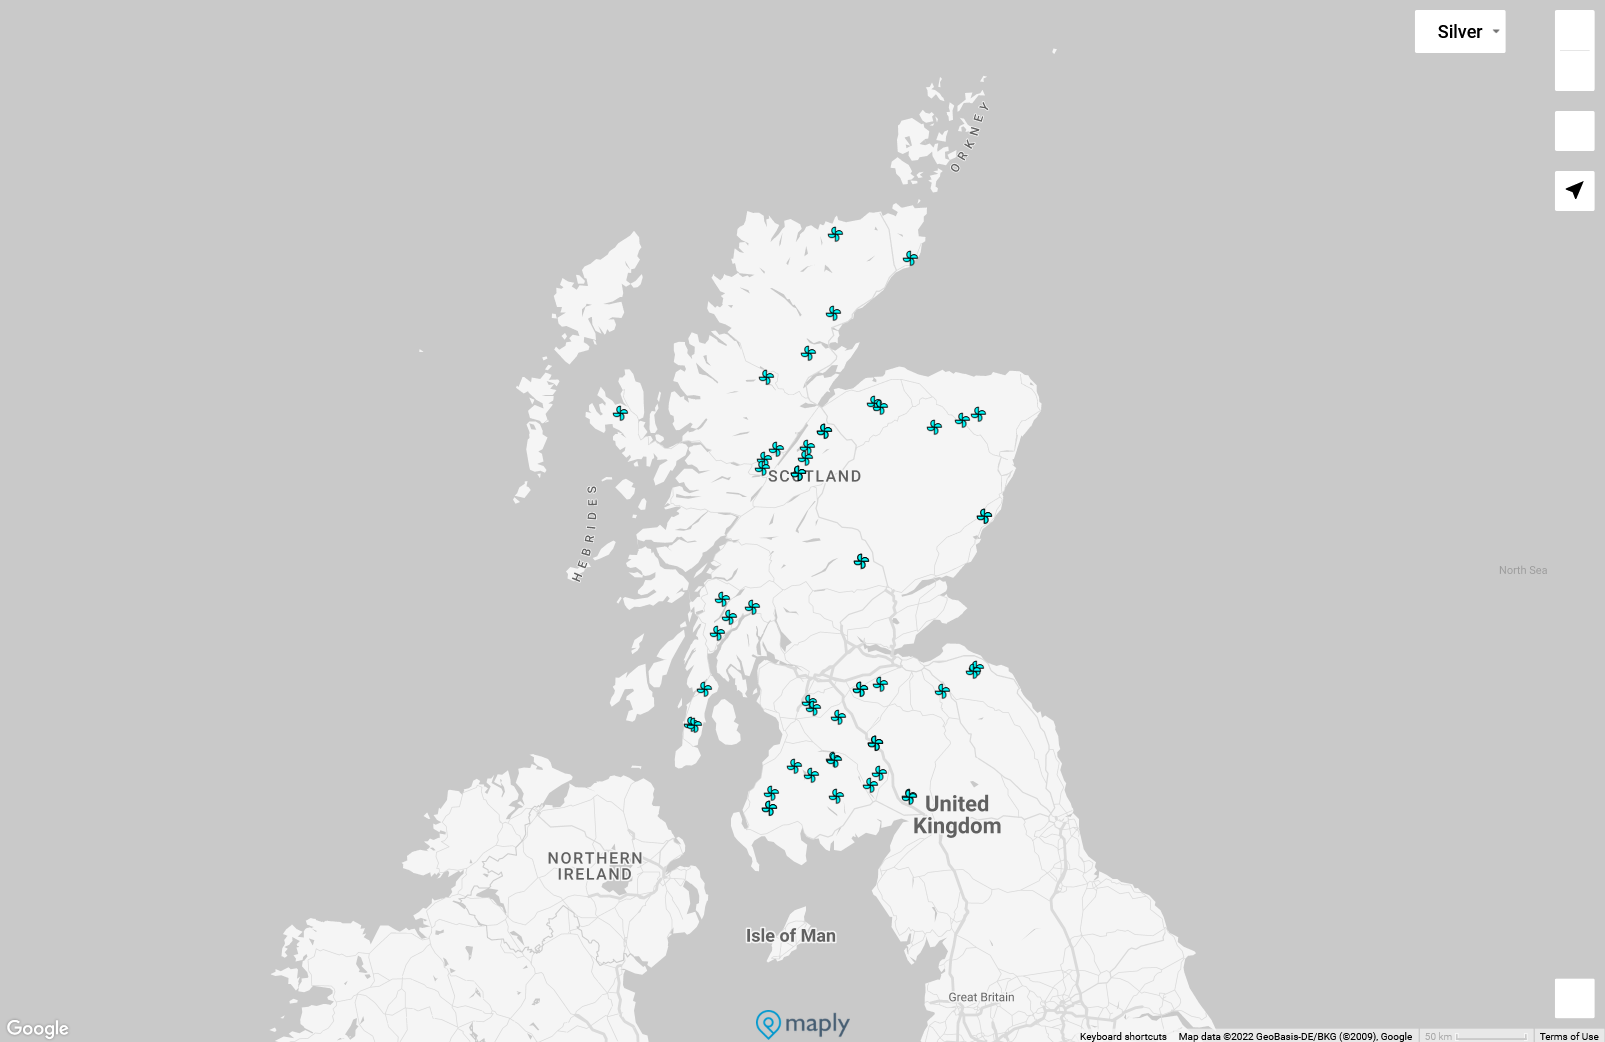 Silver
ORKNEY
SCOTLAND
HEBRIDES
North Sea
United
Kingdom
NORTHERN
IRELAND
Isle of Man
Great Britain
Google
maply
Keyboard shortcuts
Map data ©2022 GeoBasis-DE/BKG (©2009), Google
50 km
Terms of Use